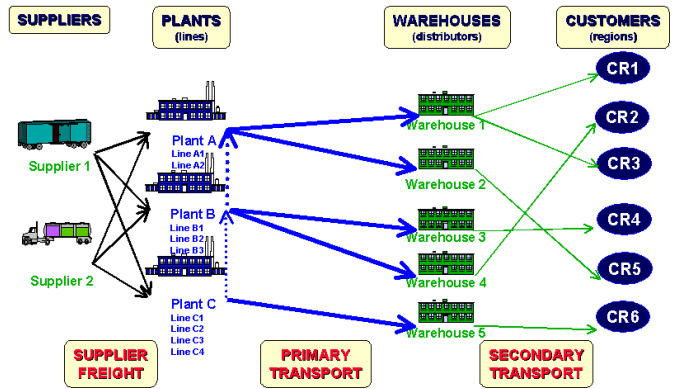 SUPPLIERS
PLANTS
(lines)
WAREHOUSES
(distributors)
CUSTOMERS
(regions)
CR1
CR2
CR3
CR4
CR5
CR6
Supplier 1
Supplier 2
Plant A
Line A1
Line A2
Plant B
Line B1
Line B2
Line B3
Plant C
Line C1
Line C2
Line C3
Line C4
Warehouse 1
Warehouse 2
Warehouse 3
Warehouse 4
Warehouse 5
SUPPLIER
FREIGHT
PRIMARY
TRANSPORT
SECONDARY
TRANSPORT